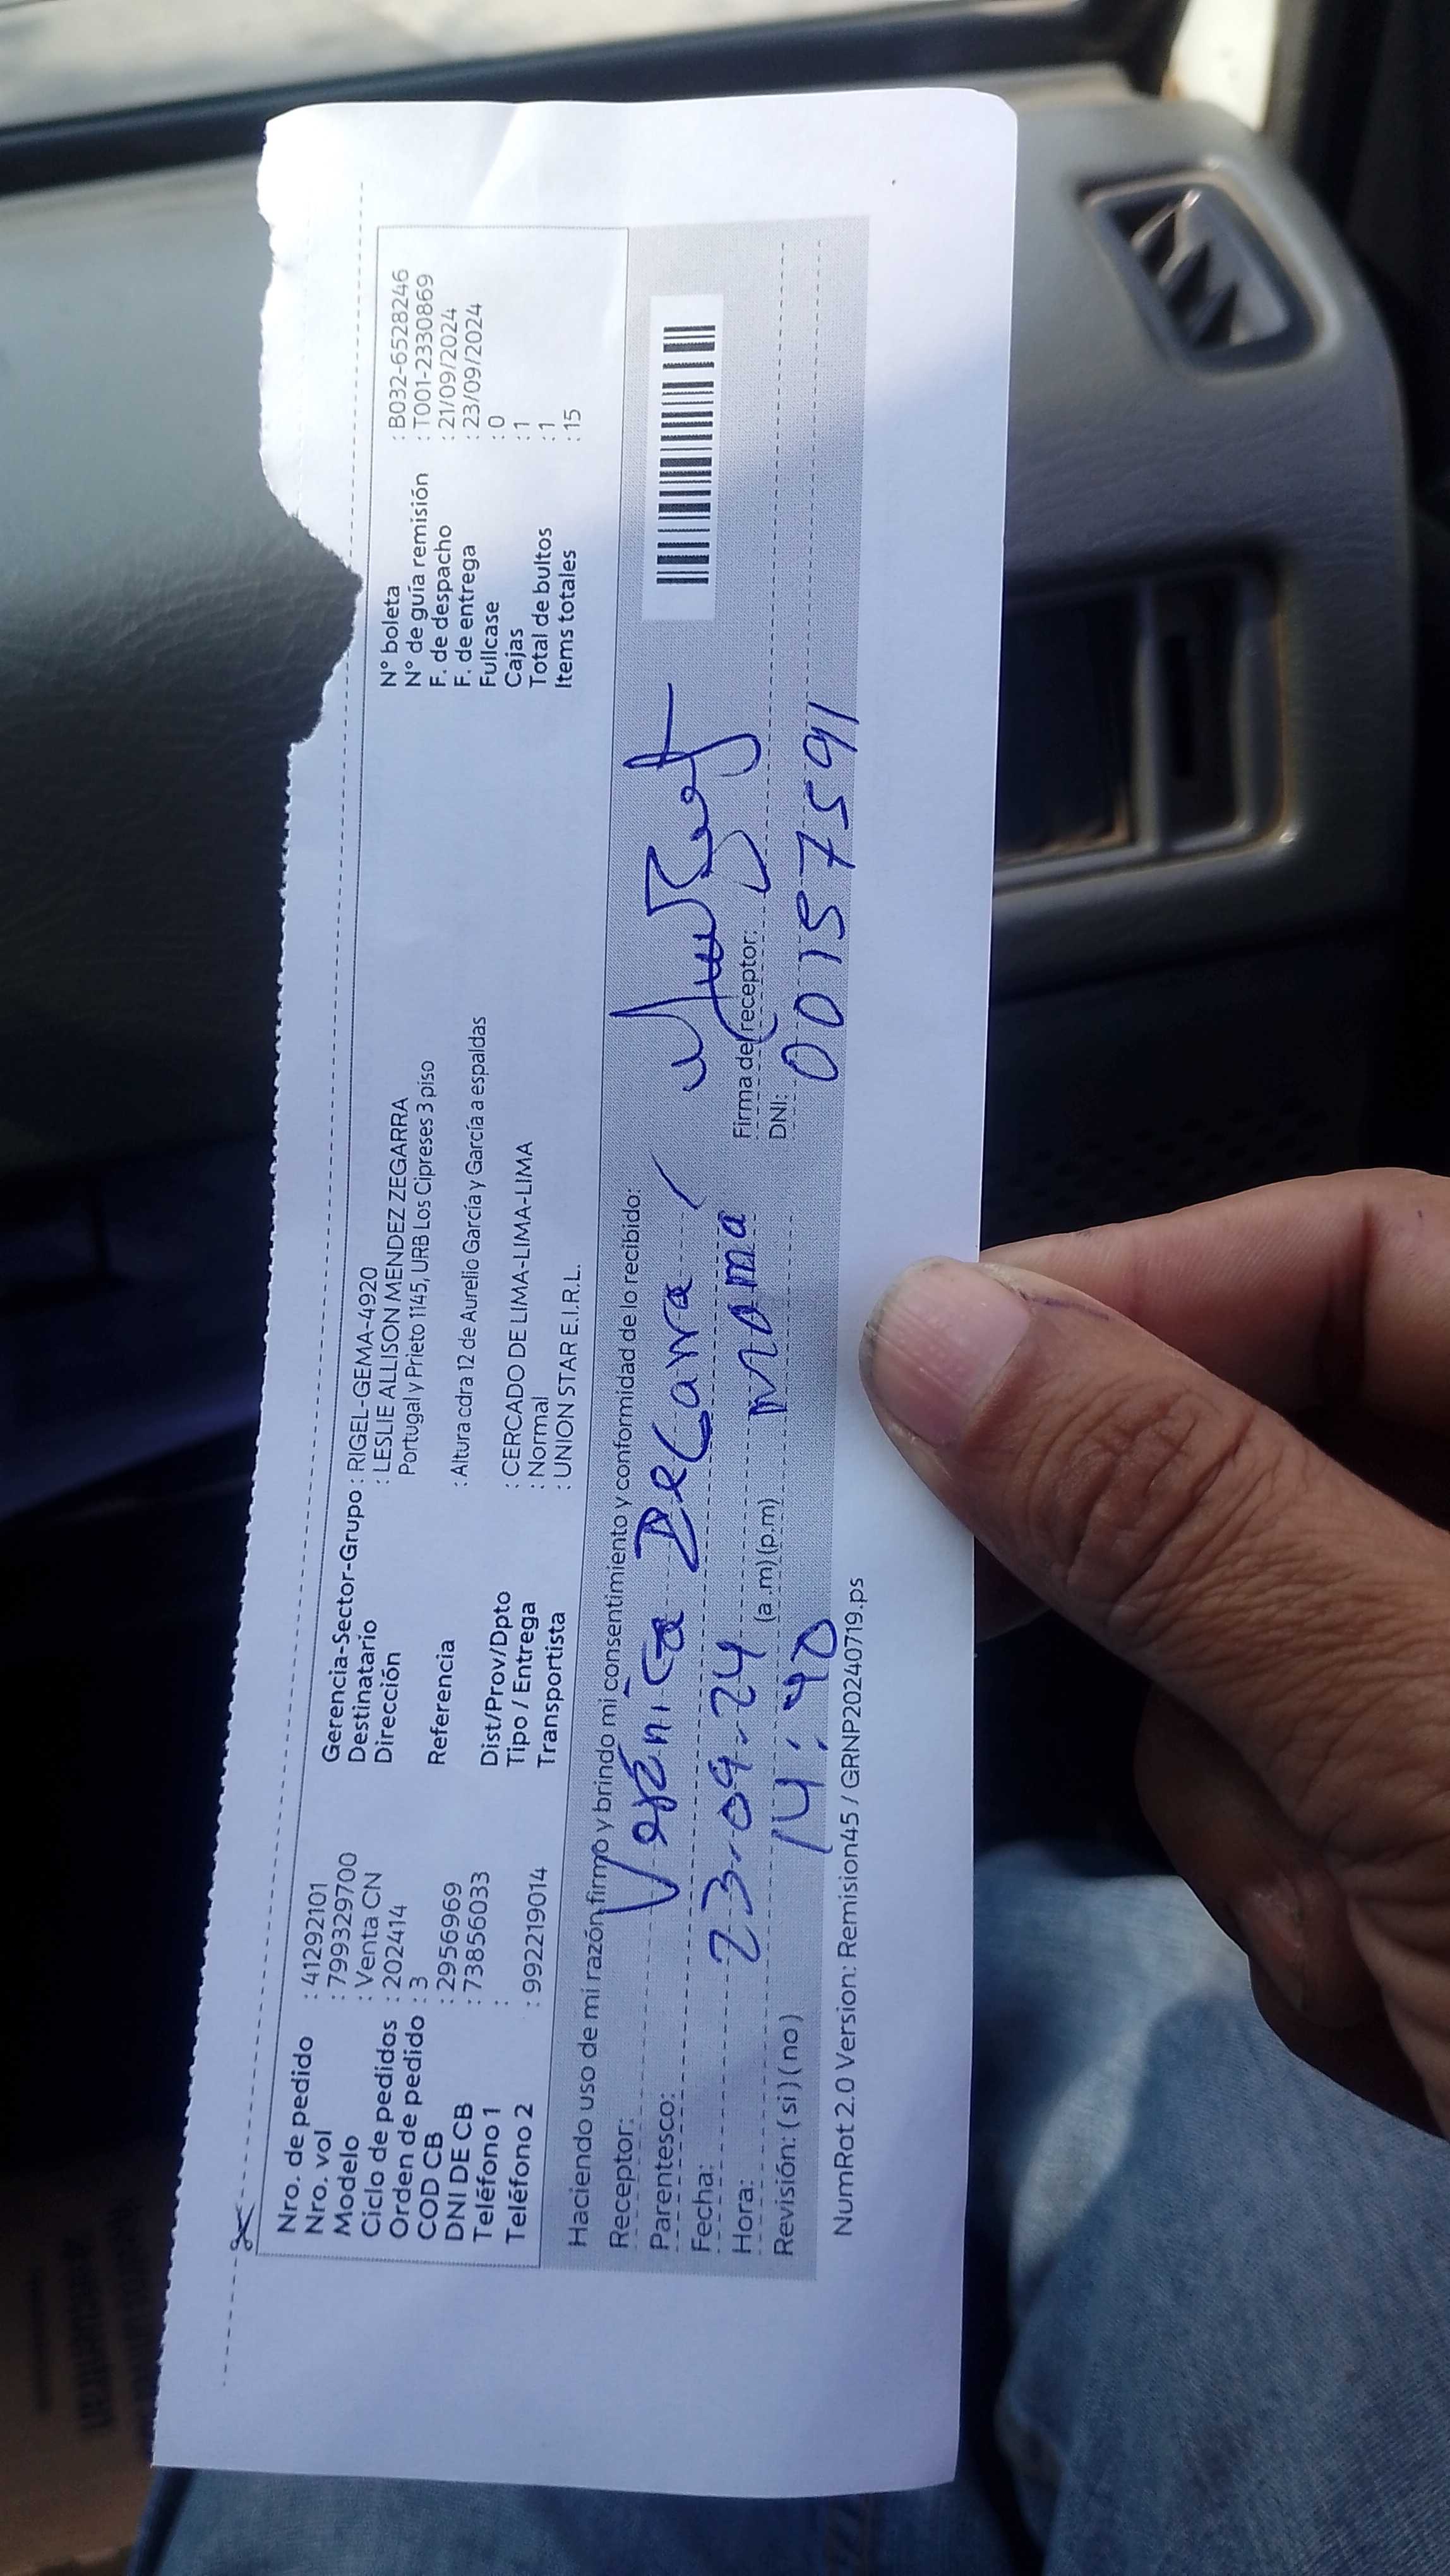 Nro. de pedido : 41292101
Nro. vol : 799329700
Modelo : Venta CN
Ciclo de pedidos : 202414
Orden de pedido : 3
COD CB : 2956969
DNI DE CB : 73856033
Teléfono 1 :
Teléfono 2 : 992219014
Gerencia-Sector-Grupo : RIGEL-GEMA-4920
Destinatario : LESLIE ALLISON MENDEZ ZEGARRA
Dirección Portugal y Prieto 1145, URB Los Cipreses 3 piso
Referencia : Altura cdra 12 de Aurelio García y García a espaldas
Dist/Prov/Dpto : CERCADO DE LIMA-LIMA-LIMA
Tipo / Entrega : Normal
Transportista : UNION STAR E.I.R.L.
N° boleta : B032-6528246
N° de guía remisión : T001-2330869
F. de despacho : 21/09/2024
F. de entrega : 23/09/2024
Fullcase : 0
Cajas : 1
Total de bultos : 1
Items totales : 15
Haciendo uso de mi razón firmo y brindo mi consentimiento y conformidad de lo recibido:
Receptor: Verónica
Parentesco: mama
Fecha: 23-09-24
Hora: 14:40 (a.m) (p.m)
Revisión: ( si ) ( no )
Firma del receptor:
DNI: 00157591
NumRot 2.0 Version: Remision45 / GRNP20240719.ps